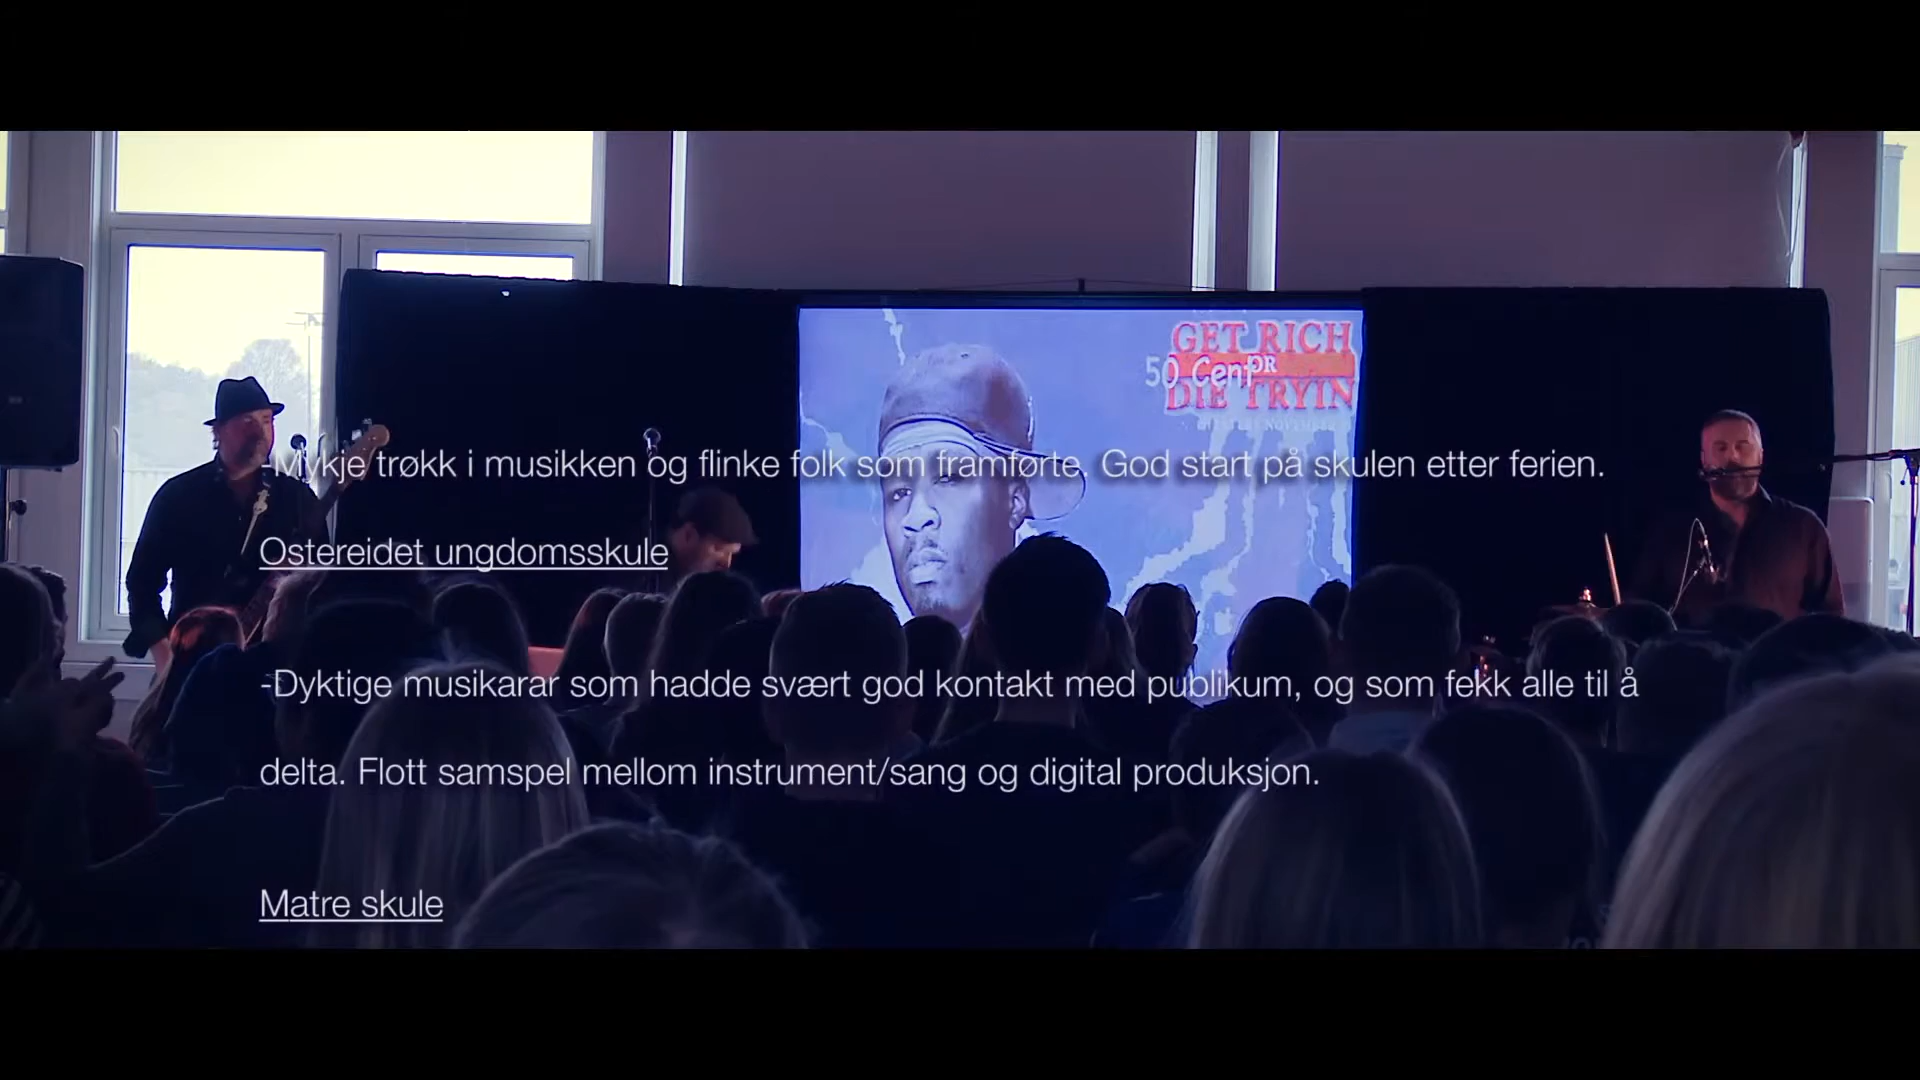 GET RICH
50 Cent
OR
DIE TRYIN
-Mykje trøkk i musikken og flinke folk som framførte. God start på skulen etter ferien.
Ostereidet ungdomsskule
-Dyktige musikarar som hadde svært god kontakt med publikum, og som fekk alle til å
delta. Flott samspel mellom instrument/sang og digital produksjon.
Matre skule